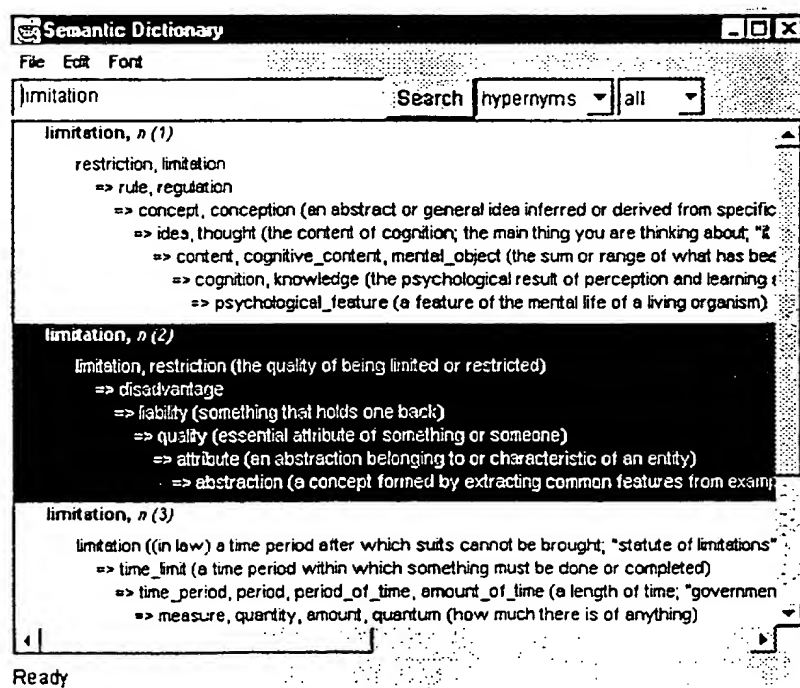 Semantic Dictionary
File Edit Font
limitation Search hypernyms all
limitation, n (1)
restriction, limitation
=> rule, regulation
=> concept, conception (an abstract or general idea inferred or derived from specific
=> idea, thought (the content of cognition; the main thing you are thinking about; "it
=> content, cognitive_content, mental_object (the sum or range of what has bee
=> cognition, knowledge (the psychological result of perception and learning
=> psychological_feature (a feature of the mental life of a living organism)
limitation, n (2)
limitation, restriction (the quality of being limited or restricted)
=> disadvantage
=> liability (something that holds one back)
=> quality (essential attribute of something or someone)
=> attribute (an abstraction belonging to or characteristic of an entity)
=> abstraction (a concept formed by extracting common features from examp
limitation, n (3)
limitation ((in law) a time period after which suits cannot be brought; "statute of limitations"
=> time_limit (a time period within which something must be done or completed)
=> time_period, period, period_of_time, amount_of_time (a length of time; "governmen
=> measure, quantity, amount, quantum (how much there is of anything)
Ready